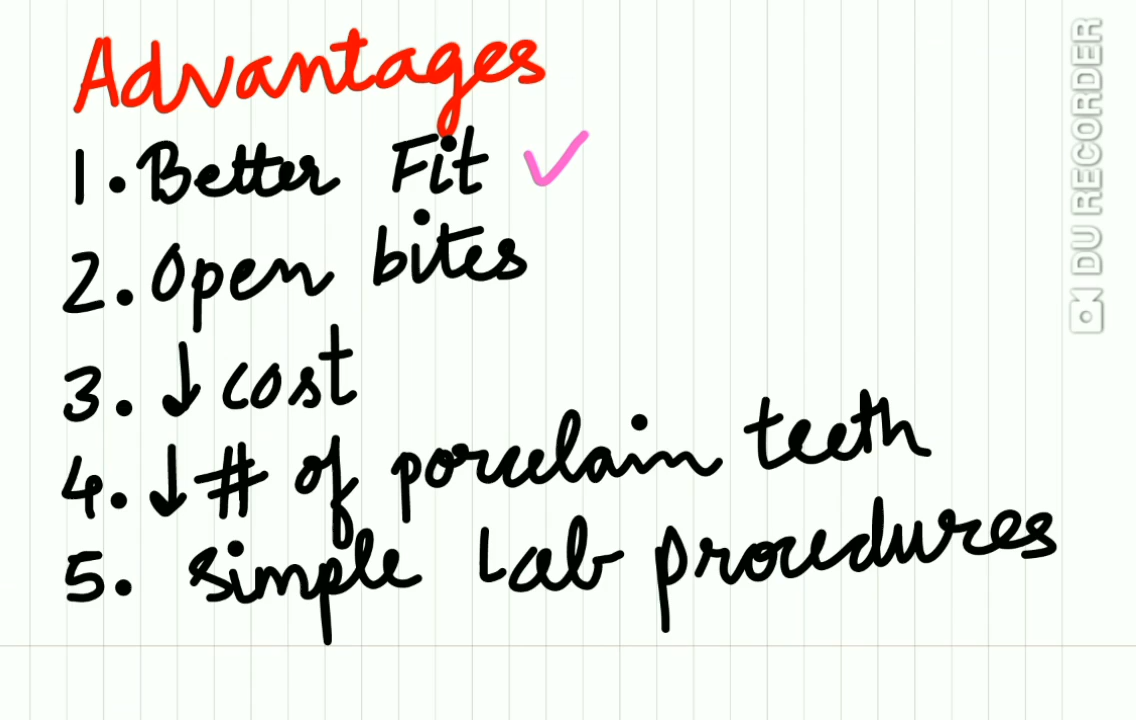 Advantages
1. Better Fit ✓
2. Open bites
3. ↓ cost
4. ↓ # of porcelain teeth
5. simple Lab procedures
DU RECORDER